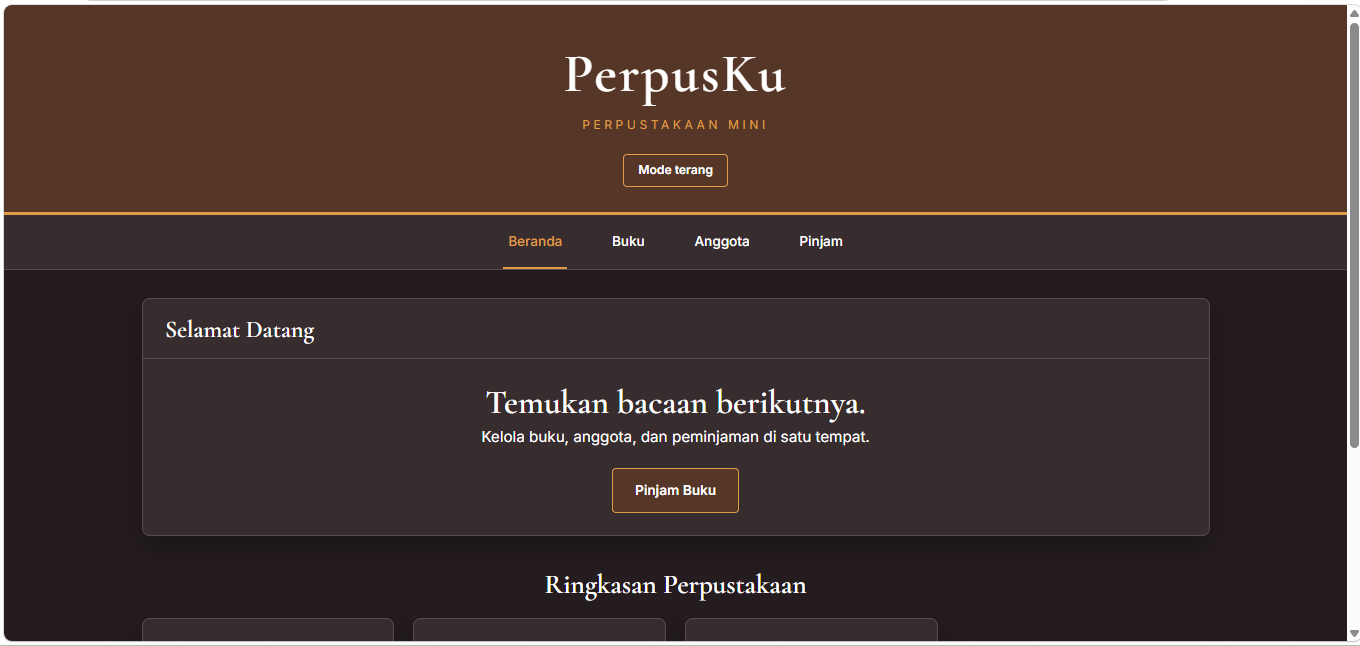 PerpusKu
PERPUSTAKAAN MINI
Mode terang
Beranda Buku Anggota Pinjam
Selamat Datang
Temukan bacaan berikutnya.
Kelola buku, anggota, dan peminjaman di satu tempat.
Pinjam Buku
Ringkasan Perpustakaan